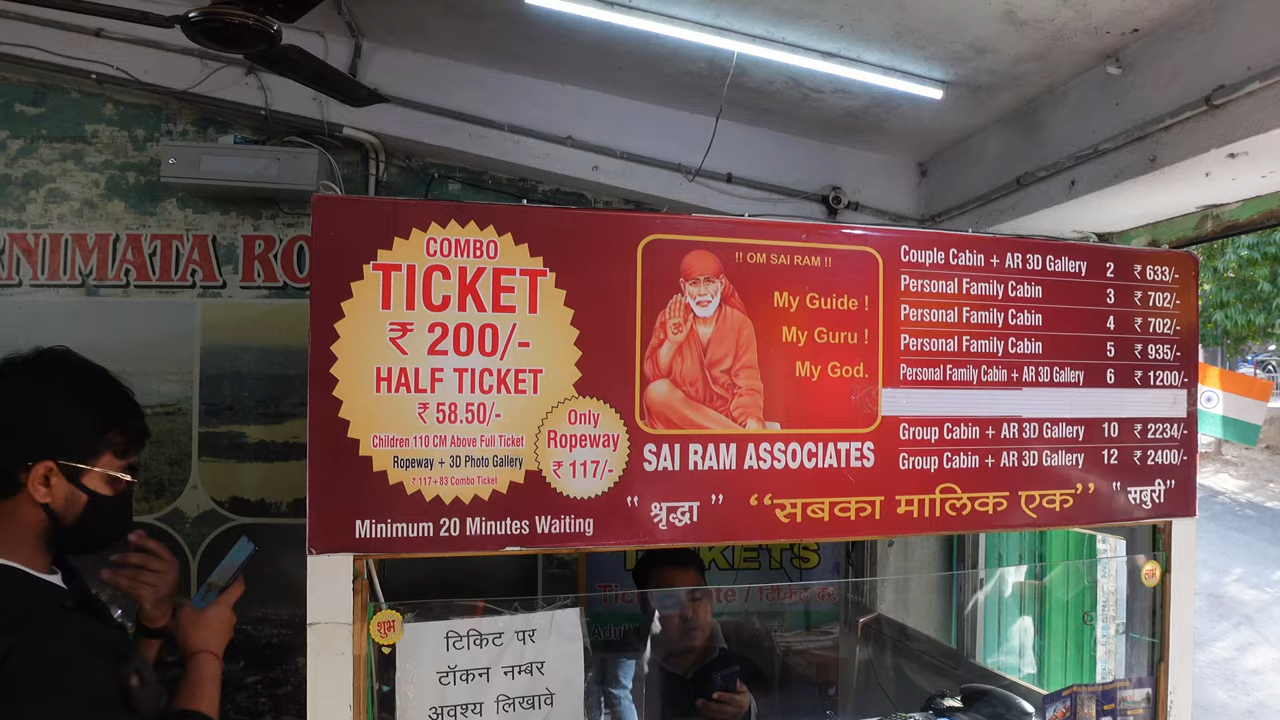 RNIMATA RO
COMBO
TICKET
₹ 200/-
HALF TICKET
₹ 58.50/-
Children 110 CM Above Full Ticket
Ropeway + 3D Photo Gallery
₹ 117+83 Combo Ticket
Only
Ropeway
₹ 117/-
Minimum 20 Minutes Waiting
!! OM SAI RAM !!
My Guide !
My Guru !
My God.
SAI RAM ASSOCIATES
Couple Cabin + AR 3D Gallery 2 ₹ 633/-
Personal Family Cabin 3 ₹ 702/-
Personal Family Cabin 4 ₹ 702/-
Personal Family Cabin 5 ₹ 935/-
Personal Family Cabin + AR 3D Gallery 6 ₹ 1200/-
Group Cabin + AR 3D Gallery 10 ₹ 2234/-
Group Cabin + AR 3D Gallery 12 ₹ 2400/-
“ श्रद्धा ” “सबका मालिक एक” “ सबुरी”
शुभ
लाभ
टिकिट पर
टॉकन नम्बर
अवश्य लिखावे